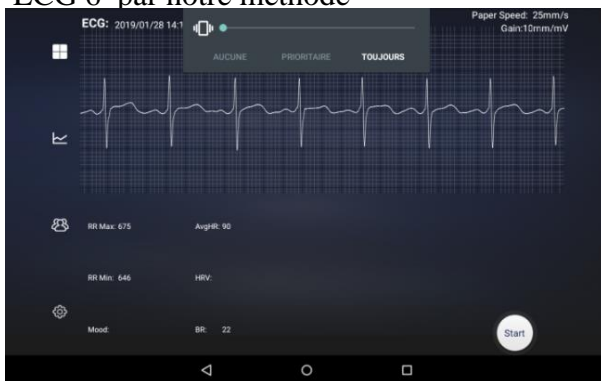 ECG 6 par notre méthode
ECG: 2019/01/28 14:1
Paper Speed: 25mm/s
Gain:10mm/mV
AUCUNE PRIORITAIRE TOUJOURS
RR Max: 675 AvgHR: 90
RR Min: 646 HRV:
Mood: BR: 22
Start